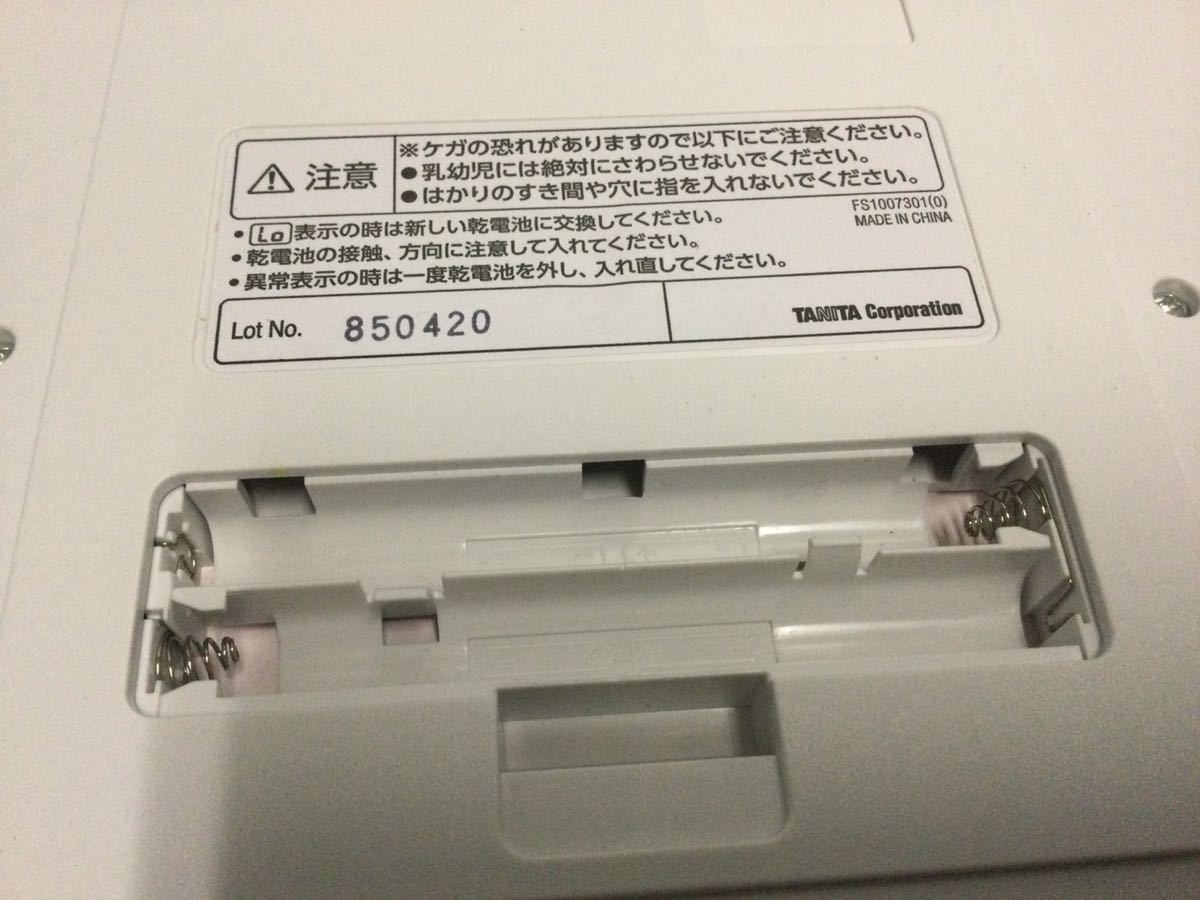 注意
※ケガの恐れがありますので以下にご注意ください。
●乳幼児には絶対にさわらせないでください。
●はかりのすき間や穴に指を入れないでください。
FS1007301(0)
MADE IN CHINA
•Lo表示の時は新しい乾電池に交換してください。
•乾電池の接触、方向に注意して入れてください。
•異常表示の時は一度乾電池を外し、入れ直してください。
Lot No. 850420
TANITA Corporation